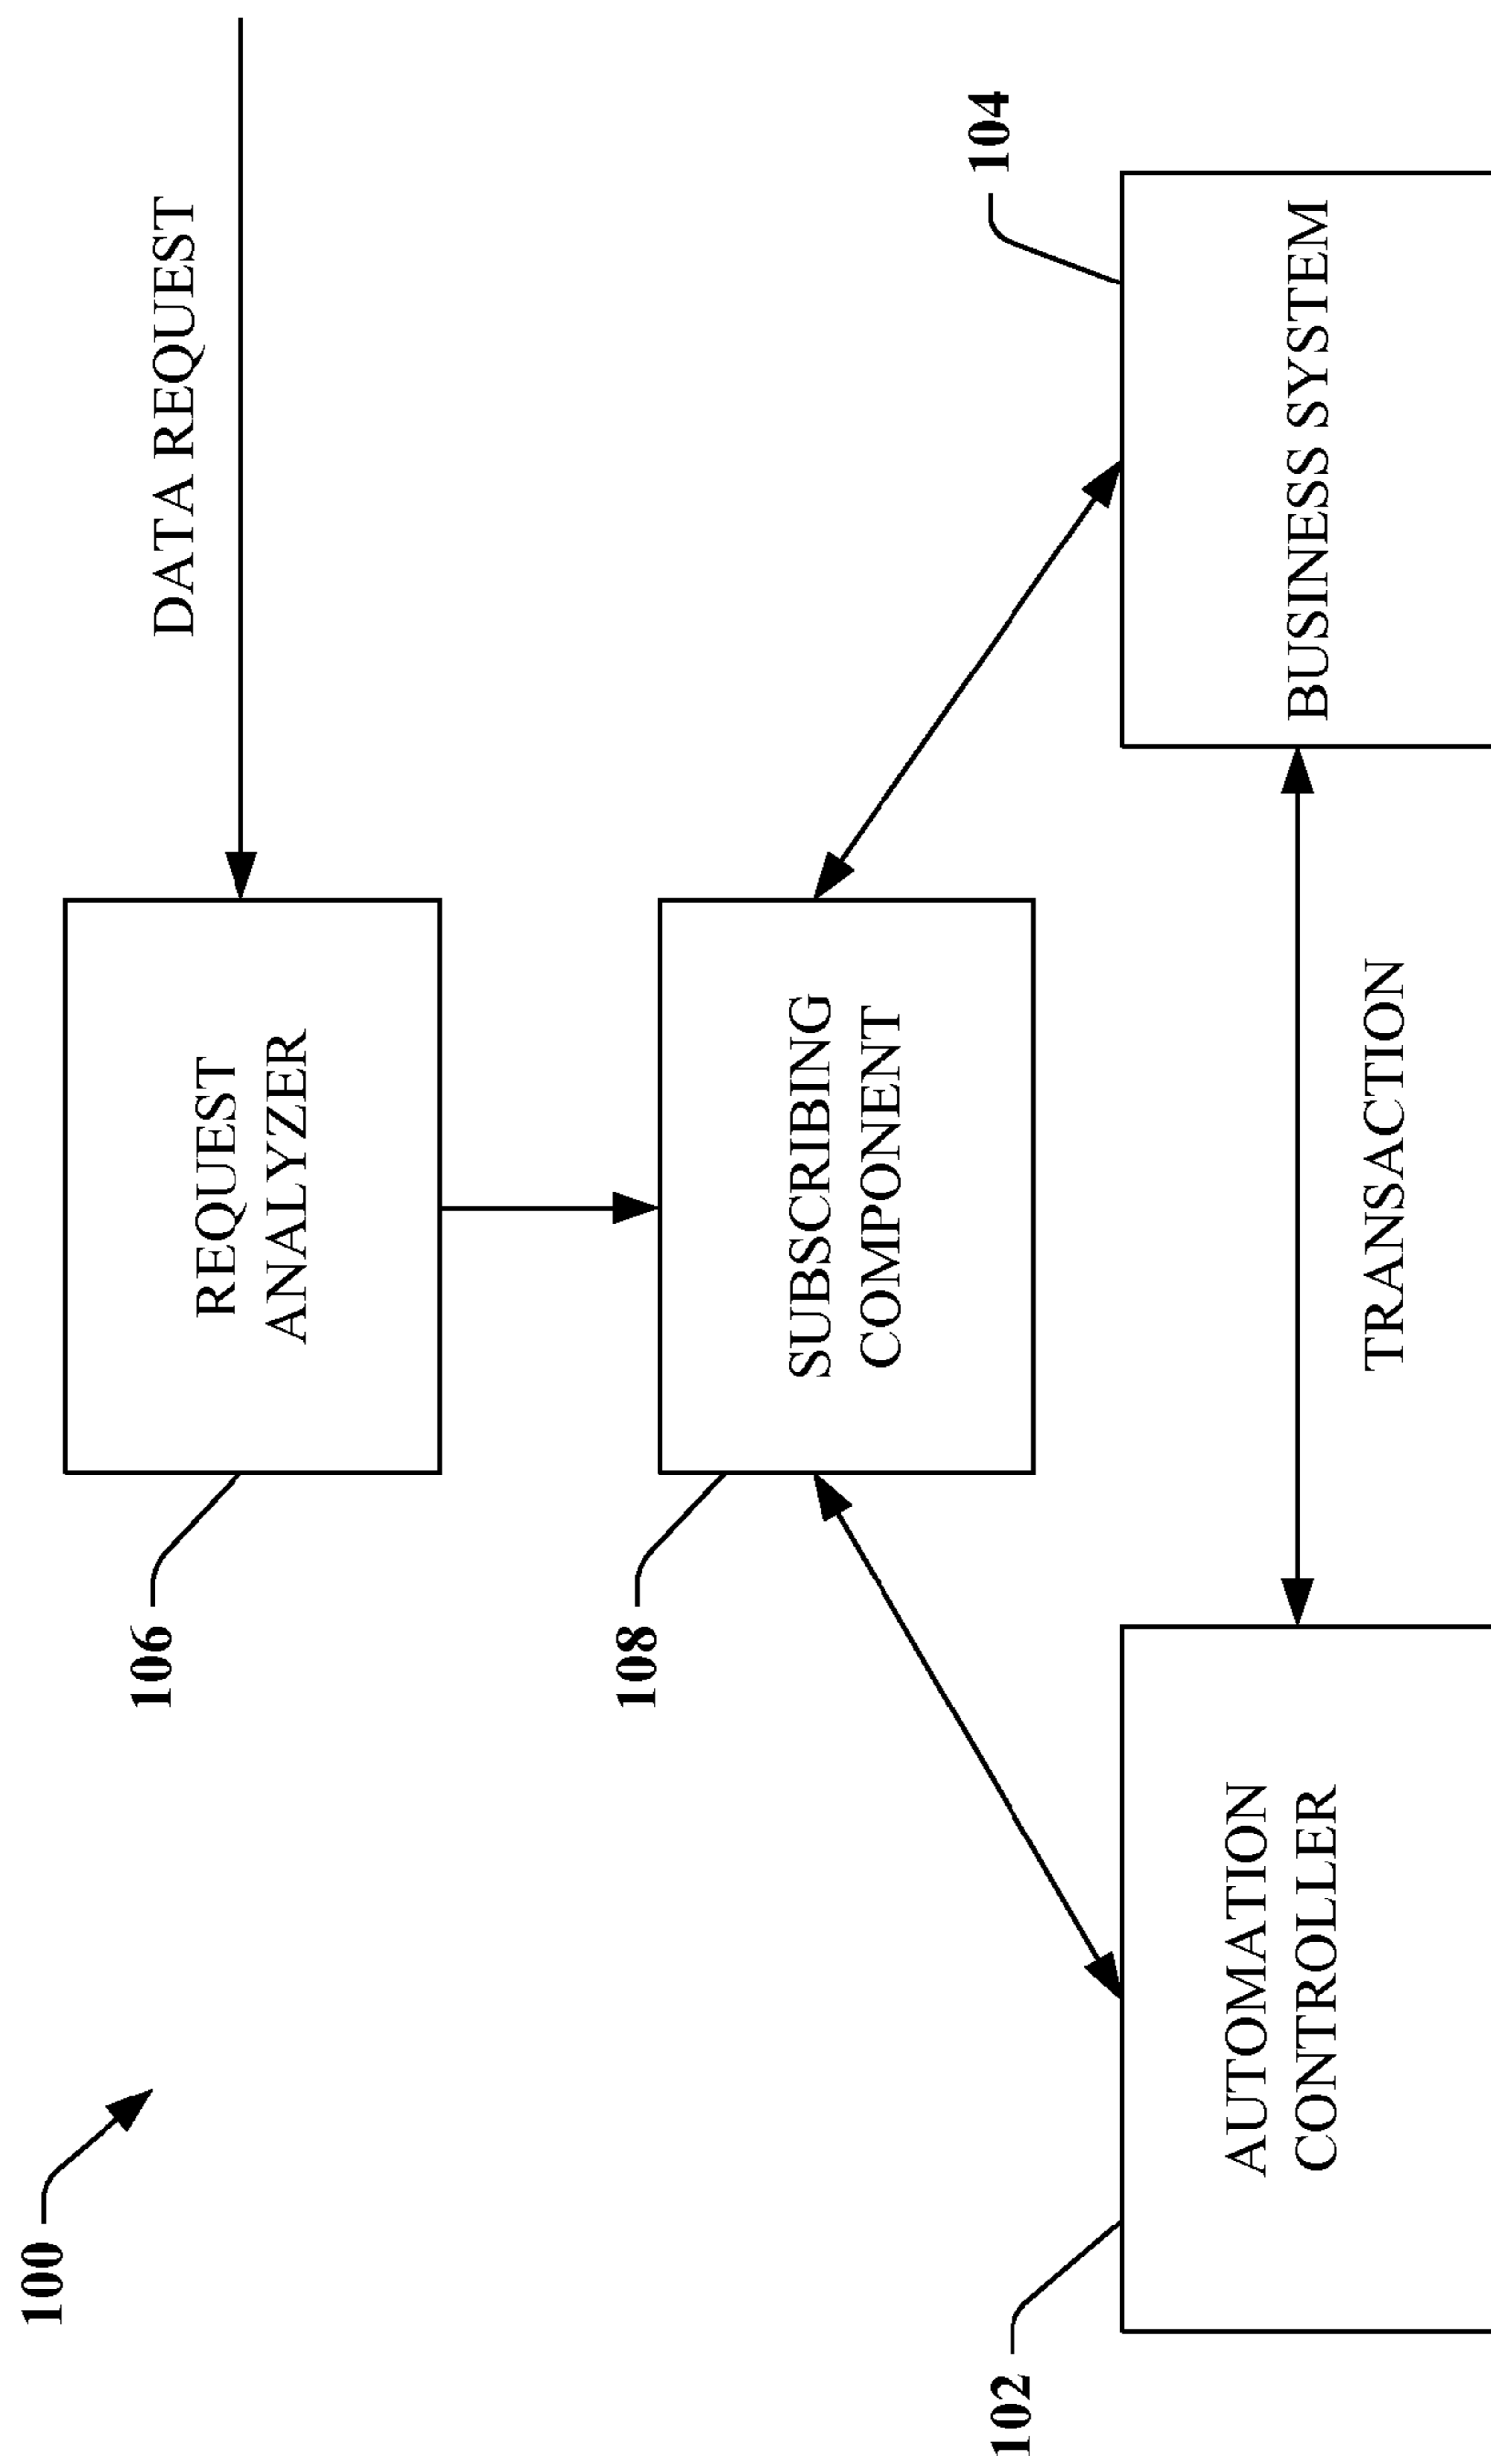 100
106
DATA REQUEST
REQUEST
ANALYZER
108
SUBSCRIBING
COMPONENT
102
104
AUTOMATION
CONTROLLER
BUSINESS SYSTEM
TRANSACTION